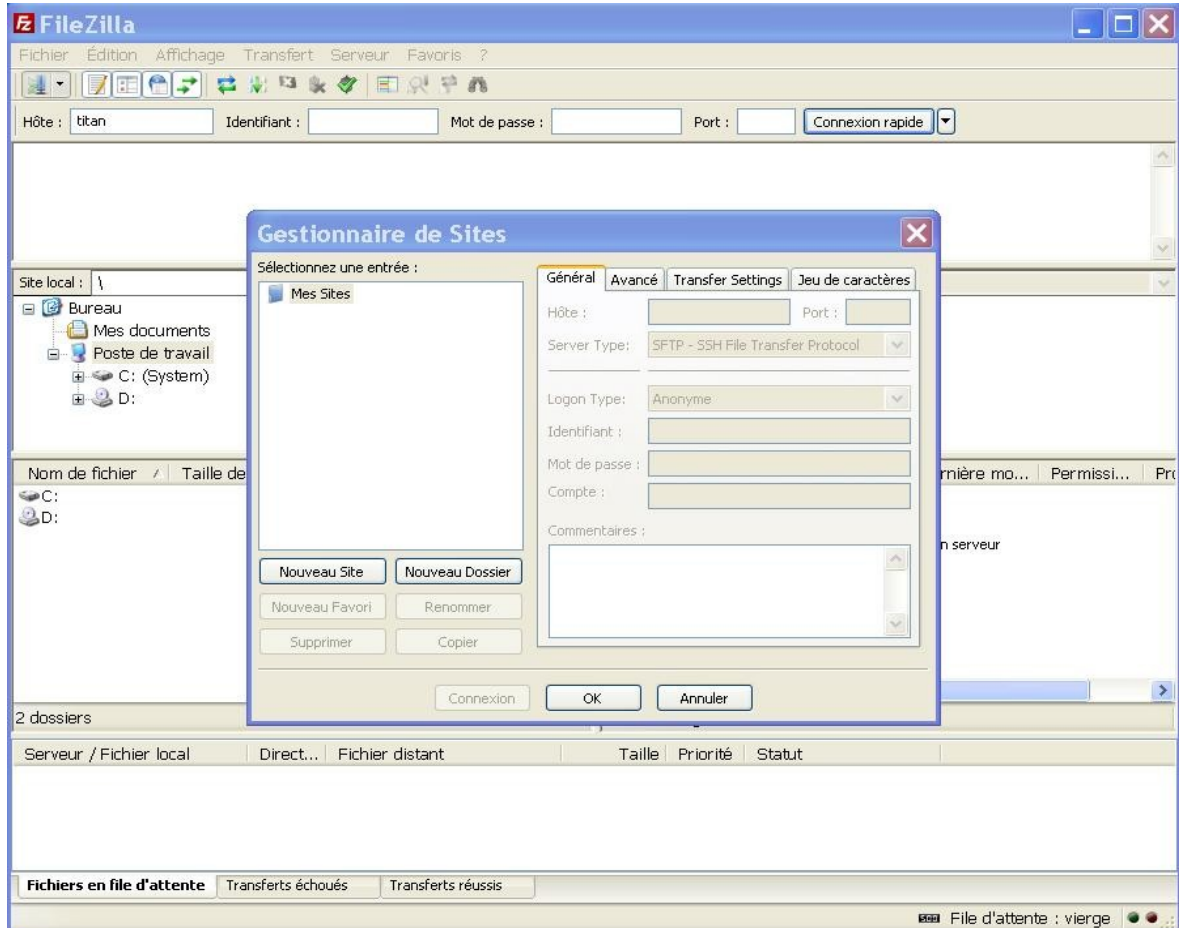 FileZilla
Fichier Édition Affichage Transfert Serveur Favoris ?
Hôte : titan Identifiant : Mot de passe : Port : Connexion rapide
Gestionnaire de Sites
Sélectionnez une entrée :
Mes Sites
Général Avancé Transfer Settings Jeu de caractères
Hôte : Port :
Server Type: SFTP - SSH File Transfer Protocol
Logon Type: Anonyme
Identifiant :
Mot de passe :
Compte :
Commentaires :
Nouveau Site Nouveau Dossier
Nouveau Favori Renommer
Supprimer Copier
Connexion OK Annuler
Site local : \
Bureau
Mes documents
Poste de travail
C: (System)
D:
Nom de fichier Taille de
C:
D:
2 dossiers
rnière mo... Permissi... Pro
n serveur
Serveur / Fichier local Direct... Fichier distant Taille Priorité Statut
Fichiers en file d'attente Transferts échoués Transferts réussis
File d'attente : vierge